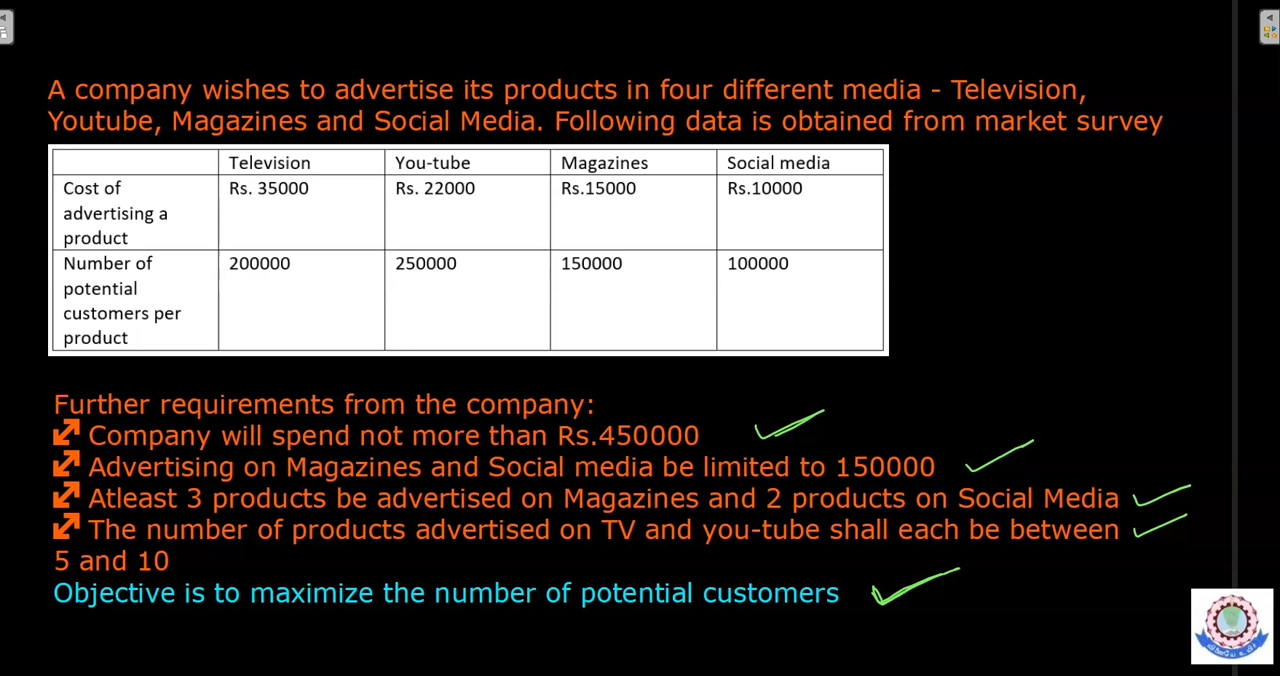 A company wishes to advertise its products in four different media - Television,
Youtube, Magazines and Social Media. Following data is obtained from market survey
Television You-tube Magazines Social media
Cost of advertising a product Rs. 35000 Rs. 22000 Rs.15000 Rs.10000
Number of potential customers per product 200000 250000 150000 100000
Further requirements from the company:
Company will spend not more than Rs.450000
Advertising on Magazines and Social media be limited to 150000
Atleast 3 products be advertised on Magazines and 2 products on Social Media
The number of products advertised on TV and you-tube shall each be between
5 and 10
Objective is to maximize the number of potential customers